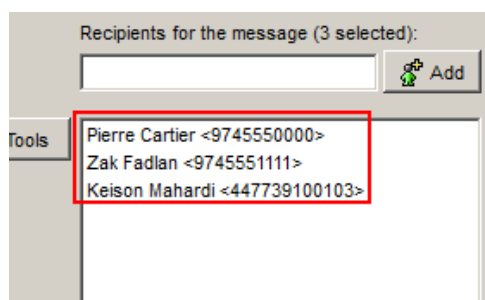 Recipients for the message (3 selected):
Add
Tools
Pierre Cartier <9745550000>
Zak Fadlan <9745551111>
Keison Mahardi <447739100103>